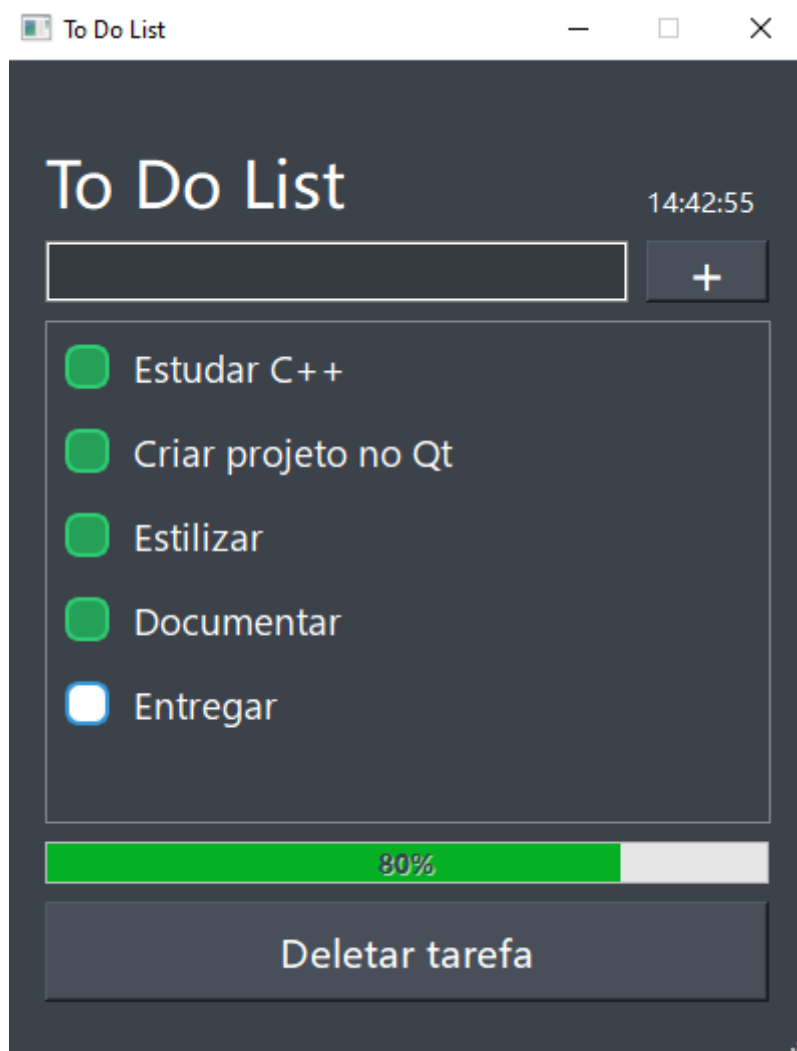 To Do List
To Do List
14:42:55
+
Estudar C++
Criar projeto no Qt
Estilizar
Documentar
Entregar
80%
Deletar tarefa